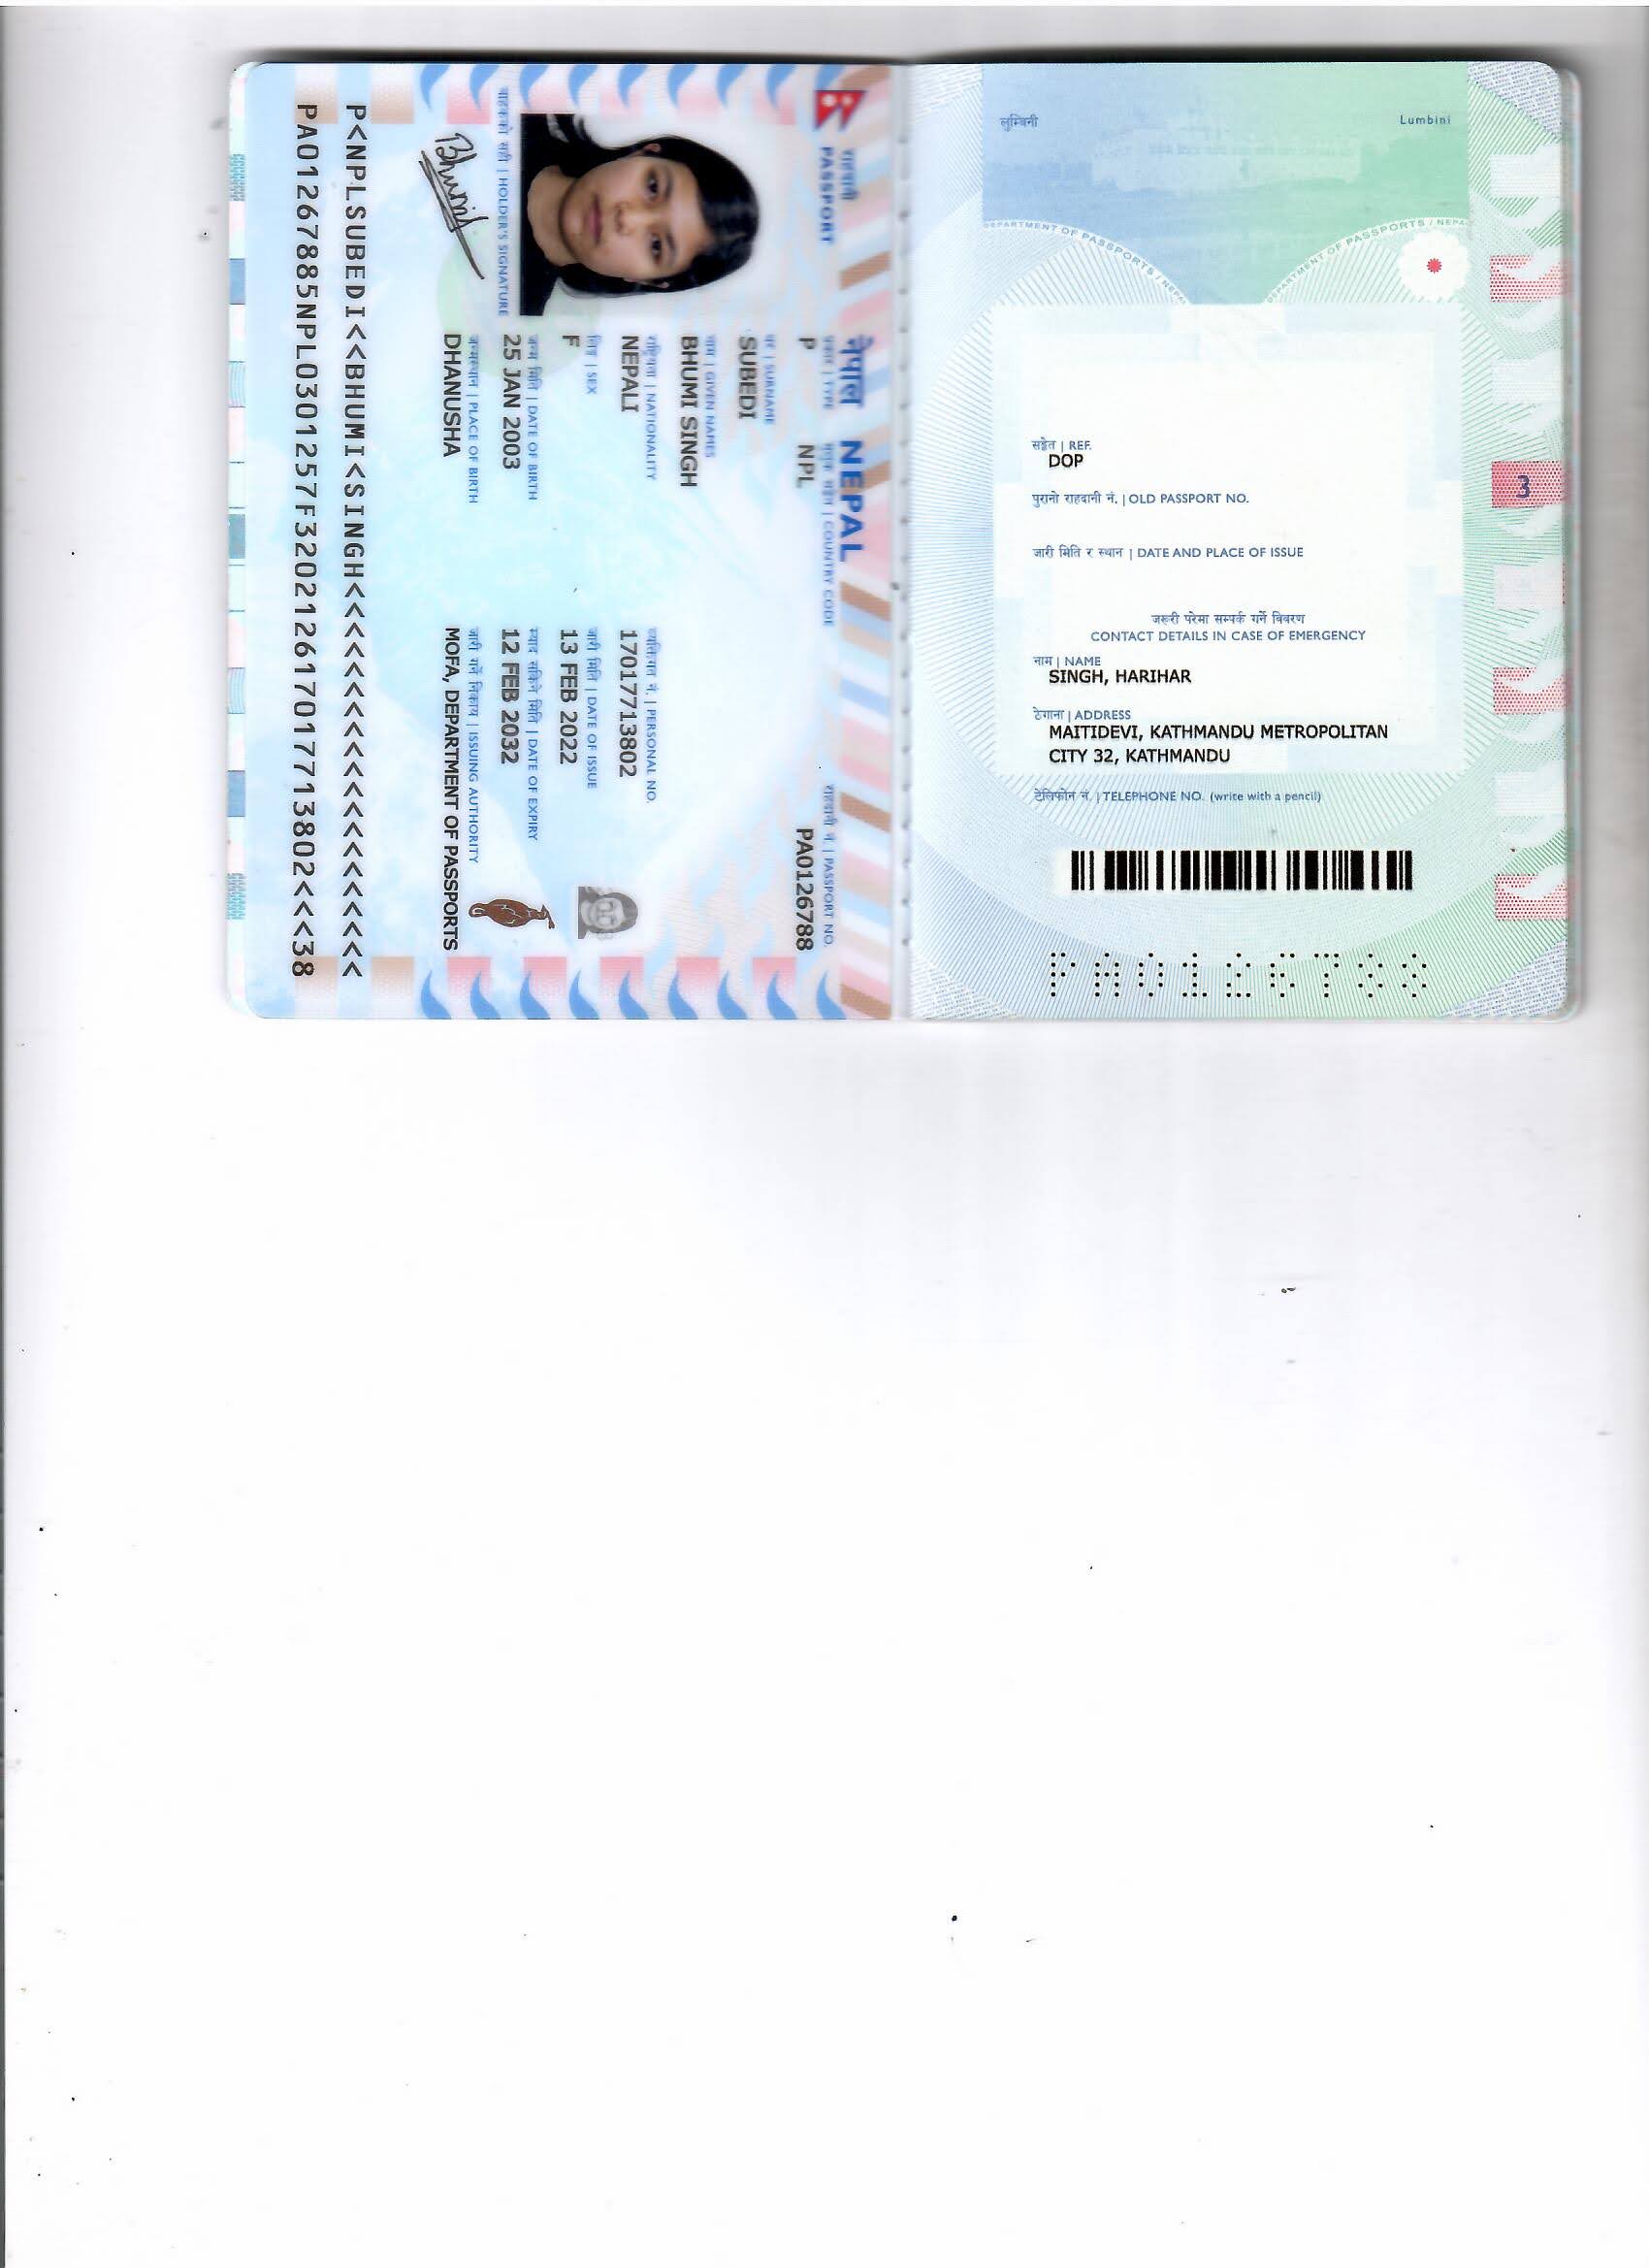 राहदानी
PASSPORT
नेपाल NEPAL
प्रकार | TYPE
P
COUNTRY CODE
NPL
राहदानी नं. | PASSPORT NO.
PA0126788
थर | SURNAME
SUBEDI
नाम | GIVEN NAMES
BHUMI SINGH
राष्ट्रियता | NATIONALITY
NEPALI
व्यक्तिगत नं. | PERSONAL NO.
17017713802
लिङ्ग | SEX
F
जारी मिति | DATE OF ISSUE
13 FEB 2022
जन्म मिति | DATE OF BIRTH
25 JAN 2003
म्याद सकिने मिति | DATE OF EXPIRY
12 FEB 2032
जन्मस्थान | PLACE OF BIRTH
DHANUSHA
जारी गर्ने निकाय | ISSUING AUTHORITY
MOFA, DEPARTMENT OF PASSPORTS
वाहकको सही | HOLDER'S SIGNATURE
Bhumi
P<NPLSUBEDI<<BHUMI<SINGH<<<<<<<<<<<<<<<<<<<<
PA01267885NPL0301257F320212617017713802<<<38
लुम्बिनी
Lumbini
DEPARTMENT OF PASSPORTS / NEPAL
DEPARTMENT OF PASSPORTS / NEPA
3
सङ्केत | REF.
DOP
पुरानो राहदानी नं. | OLD PASSPORT NO.
जारी मिति र स्थान | DATE AND PLACE OF ISSUE
जरूरी परेमा सम्पर्क गर्ने विवरण
CONTACT DETAILS IN CASE OF EMERGENCY
नाम | NAME
SINGH, HARIHAR
ठेगाना | ADDRESS
MAITIDEVI, KATHMANDU METROPOLITAN
CITY 32, KATHMANDU
टेलिफोन नं. | TELEPHONE NO. (write with a pencil)
PA0126788